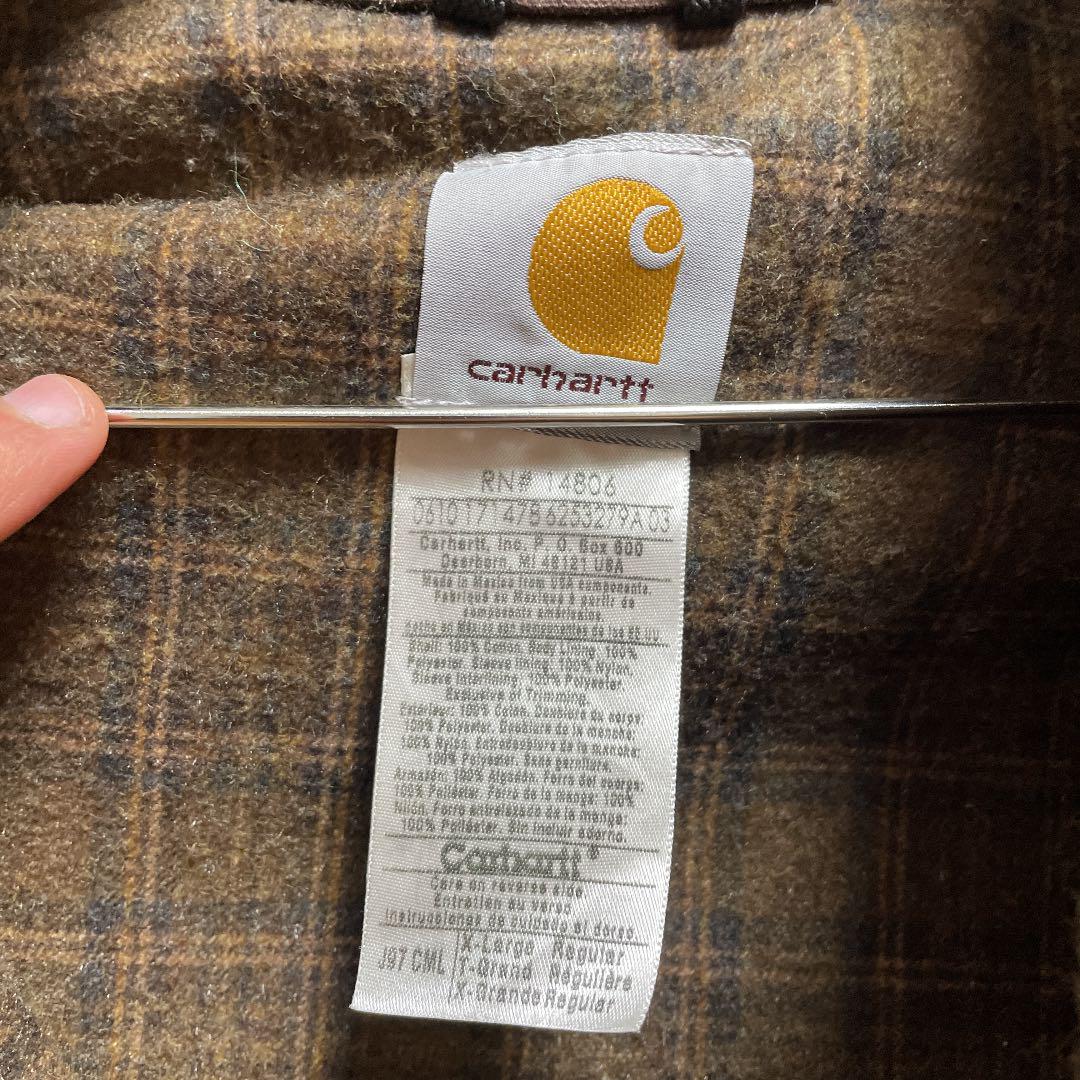 carhartt
RN# 14806
0610171478 6253279A 03
Carhartt, Inc. P. O. Box 600
Dearborn, MI 48121 USA
Made in Mexico from USA components.
Fabriqué au Mexique à partir de
composants américains.
Shell: 100% Cotton. Body Lining, 100%
Polyester. Sleeve lining, 100% Nylon.
Sleeve Interlining, 100% Polyester
Exclusive of Trimming.
Extérieur: 100% Coton. Doublure du corps:
100% Polyester. Doublure de la manche:
100% Nylon. Entredoublure de la manche:
100% Polyester. Sans garniture.
Armazón: 100% Algodón. Forro del cuerpo:
100% Poliéster. Forro de la manga: 100%
Nilón. Forro entrelazado de la manga:
100% Poliéster. Sin incluir adorno.
Carhartt®
Care on reverse side
Entretien au verso
Instrucciones de cuidado al dorso.
J97 CML
X-Large Regular
T-Grand Régulière
X-Grande Regular